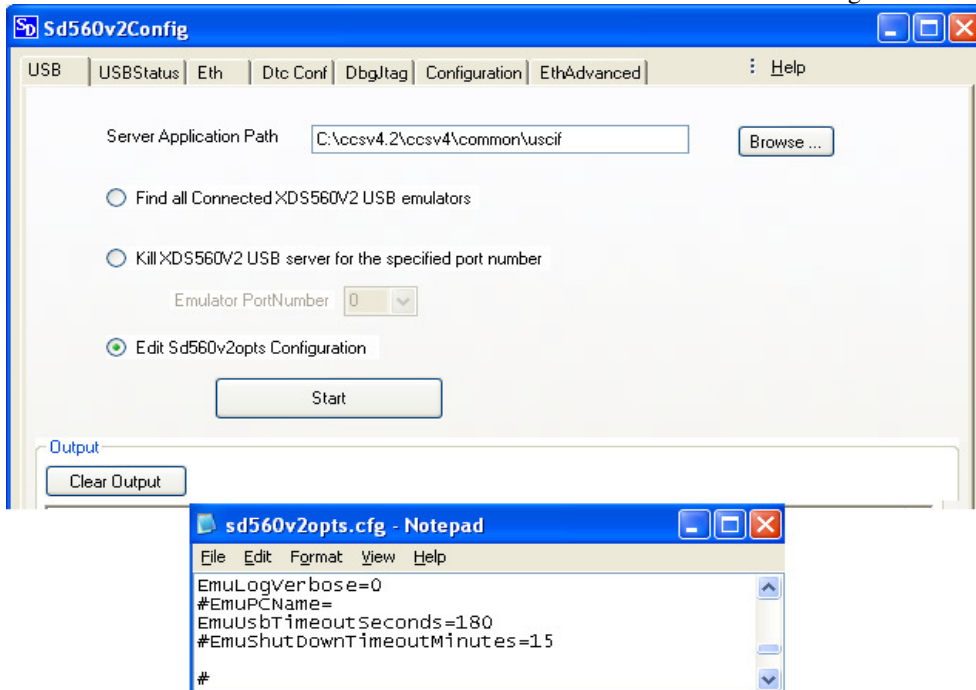 Sd560v2Config
USB USBStatus Eth Dtc Conf DbgJtag Configuration EthAdvanced Help
Server Application Path C:\ccsv4.2\ccsv4\common\uscif Browse ...
Find all Connected XDS560V2 USB emulators
Kill XDS560V2 USB server for the specified port number
Emulator PortNumber 0
Edit Sd560v2opts Configuration
Start
Output
Clear Output
sd560v2opts.cfg - Notepad
File Edit Format View Help
EmuLogVerbose=0
#EmuPCName=
EmuUsbTimeoutSeconds=180
#EmuShutDownTimeoutMinutes=15
#